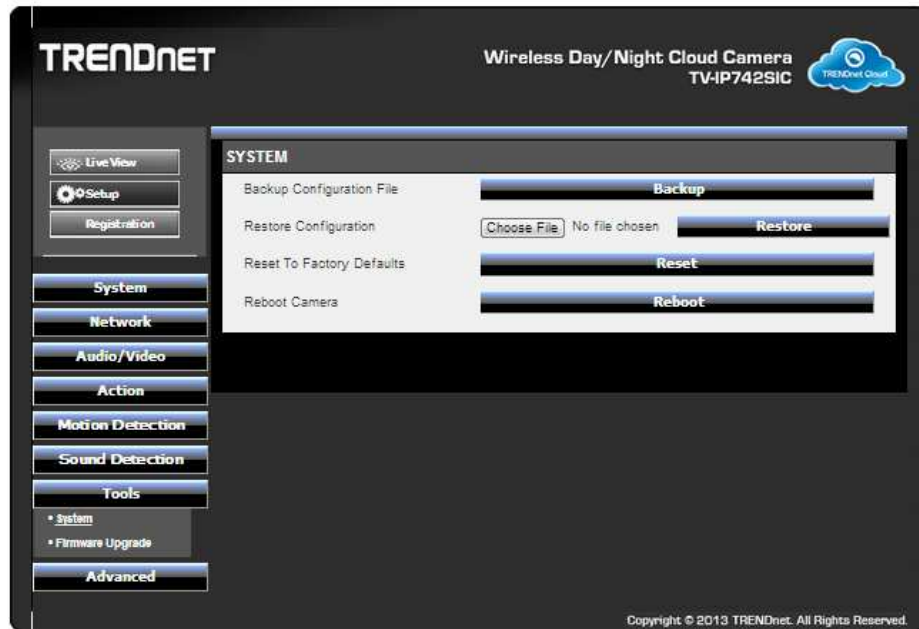 TRENDNET
Wireless Day/Night Cloud Camera
TV-IP742SIC
TRENDnet Cloud
Live View
Setup
Registration
System
Network
Audio/Video
Action
Motion Detection
Sound Detection
Tools
• System
• Firmware Upgrade
Advanced
SYSTEM
Backup Configuration File Backup
Restore Configuration Choose File No file chosen Restore
Reset To Factory Defaults Reset
Reboot Camera Reboot
Copyright © 2013 TRENDnet. All Rights Reserved.